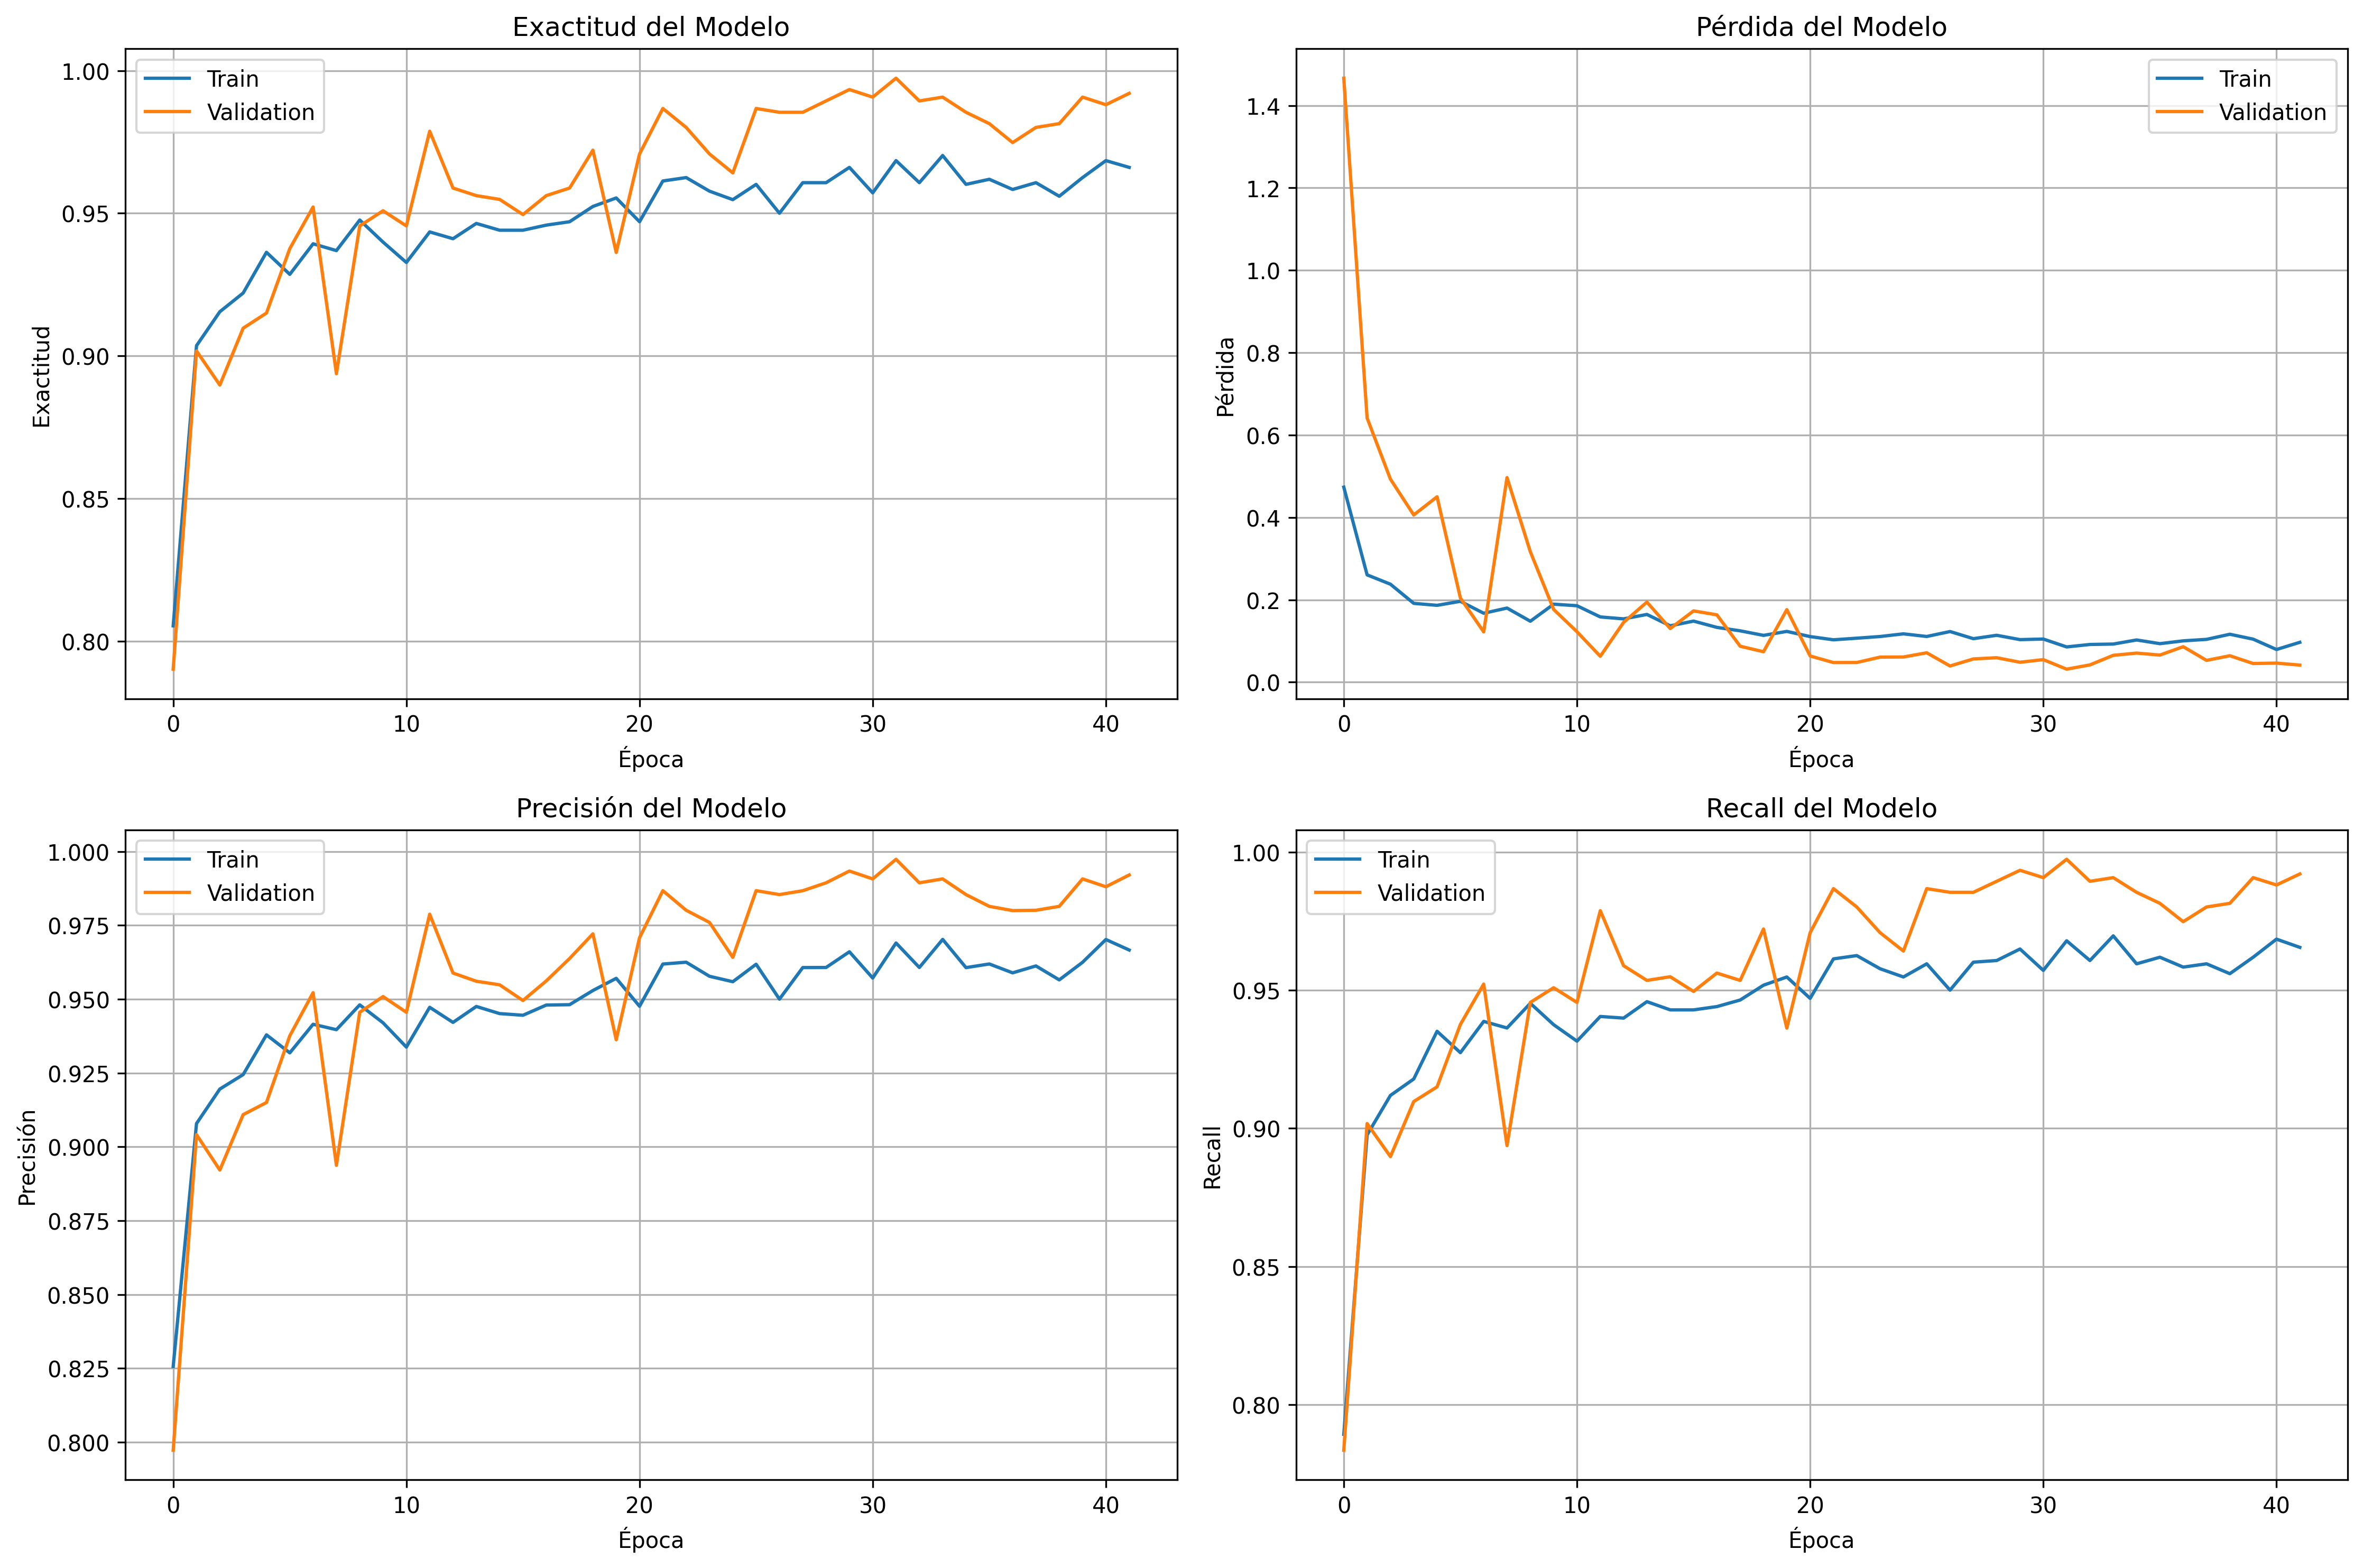 Exactitud del Modelo
Train
Validation
1.00
0.95
0.90
0.85
0.80
Exactitud
0
10
20
30
40
Época
Pérdida del Modelo
Train
Validation
1.4
1.2
1.0
0.8
0.6
0.4
0.2
0.0
Pérdida
0
10
20
30
40
Época
Precisión del Modelo
Train
Validation
1.000
0.975
0.950
0.925
0.900
0.875
0.850
0.825
0.800
Precisión
0
10
20
30
40
Época
Recall del Modelo
Train
Validation
1.00
0.95
0.90
0.85
0.80
Recall
0
10
20
30
40
Época